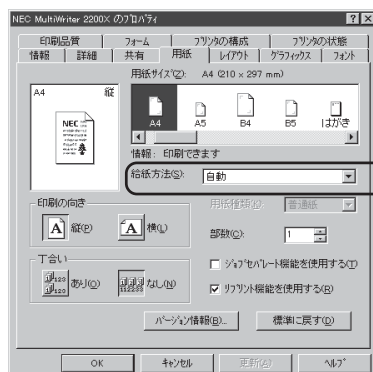 NEC MultiWriter 2200X のプロパティ
印刷品質 フォーム プリンタの構成 プリンタの状態
情報 詳細 共有 用紙 レイアウト グラフィックス フォント
用紙サイズ(Z): A4 (210 x 297 mm)
A4 縦
NEC
A4 A5 B4 B5 はがき
情報: 印刷できます
給紙方法(S): 自動
印刷の向き
A 縦(P) A 横(L)
用紙種類(K): 普通紙
部数(C): 1
丁合い
あり(O) なし(N)
ジョブセパレート機能を使用する(T)
リプリント機能を使用する(R)
バージョン情報(B)... 標準に戻す(D)
OK キャンセル 更新(A) ヘルプ